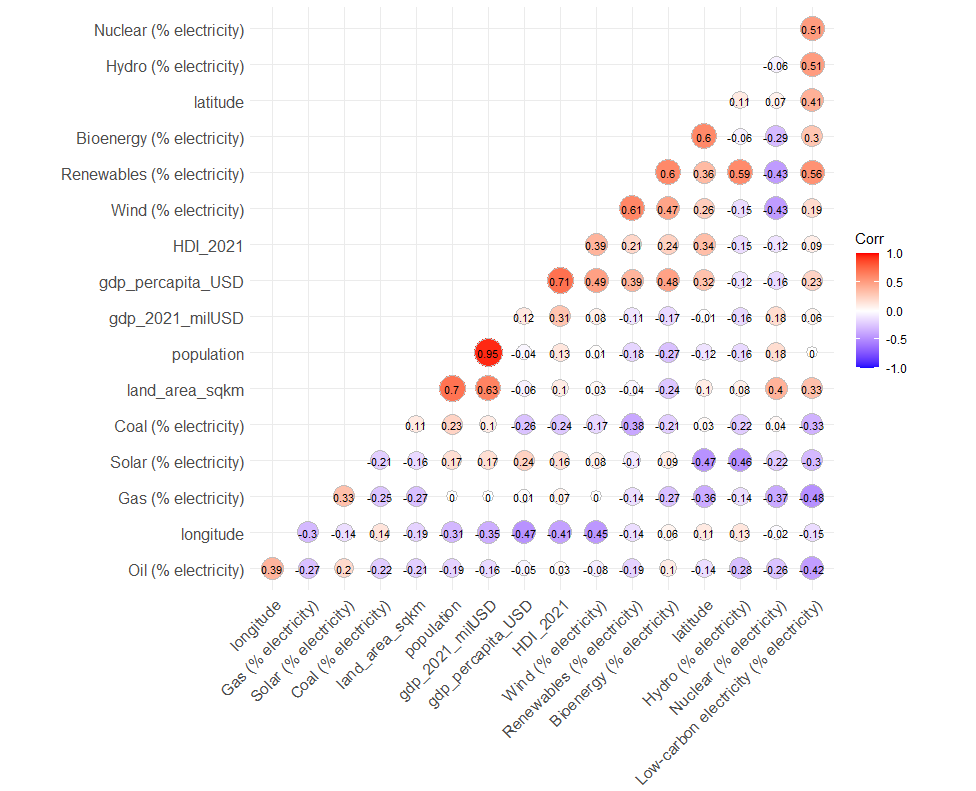 Nuclear (% electricity) 0.51
Hydro (% electricity) -0.06 0.51
latitude 0.11 0.07 0.41
Bioenergy (% electricity) 0.6 -0.06 -0.29 0.3
Renewables (% electricity) 0.6 0.36 0.59 -0.43 0.56
Wind (% electricity) 0.61 0.47 0.26 -0.15 -0.43 0.19
HDI_2021 0.39 0.21 0.24 0.34 -0.15 -0.12 0.09
gdp_percapita_USD 0.71 0.49 0.39 0.48 0.32 -0.12 -0.16 0.23
gdp_2021_milUSD 0.12 0.31 0.08 -0.11 -0.17 -0.01 -0.16 0.18 0.06
population 0.95 -0.04 0.13 0.01 -0.18 -0.27 -0.12 -0.16 0.18 0
land_area_sqkm 0.7 0.63 -0.06 0.1 0.03 -0.04 -0.24 0.1 0.08 0.4 0.33
Coal (% electricity) 0.11 0.23 0.1 -0.26 -0.24 -0.17 -0.38 -0.21 0.03 -0.22 0.04 -0.33
Solar (% electricity) -0.21 -0.16 0.17 0.17 0.24 0.16 0.08 -0.1 0.09 -0.47 -0.46 -0.22 -0.3
Gas (% electricity) 0.33 -0.25 -0.27 0 0 0.01 0.07 0 -0.14 -0.27 -0.36 -0.14 -0.37 -0.48
longitude -0.3 -0.14 0.14 -0.19 -0.31 -0.35 -0.47 -0.41 -0.45 -0.14 0.06 0.11 0.13 -0.02 -0.15
Oil (% electricity) 0.39 -0.27 0.2 -0.22 -0.21 -0.19 -0.16 -0.05 0.03 -0.08 -0.19 0.1 -0.14 -0.28 -0.26 -0.42
longitude
Gas (% electricity)
Solar (% electricity)
Coal (% electricity)
land_area_sqkm
population
gdp_2021_milUSD
gdp_percapita_USD
HDI_2021
Wind (% electricity)
Renewables (% electricity)
Bioenergy (% electricity)
latitude
Hydro (% electricity)
Nuclear (% electricity)
Low-carbon electricity (% electricity)
Corr
1.0
0.5
0.0
-0.5
-1.0